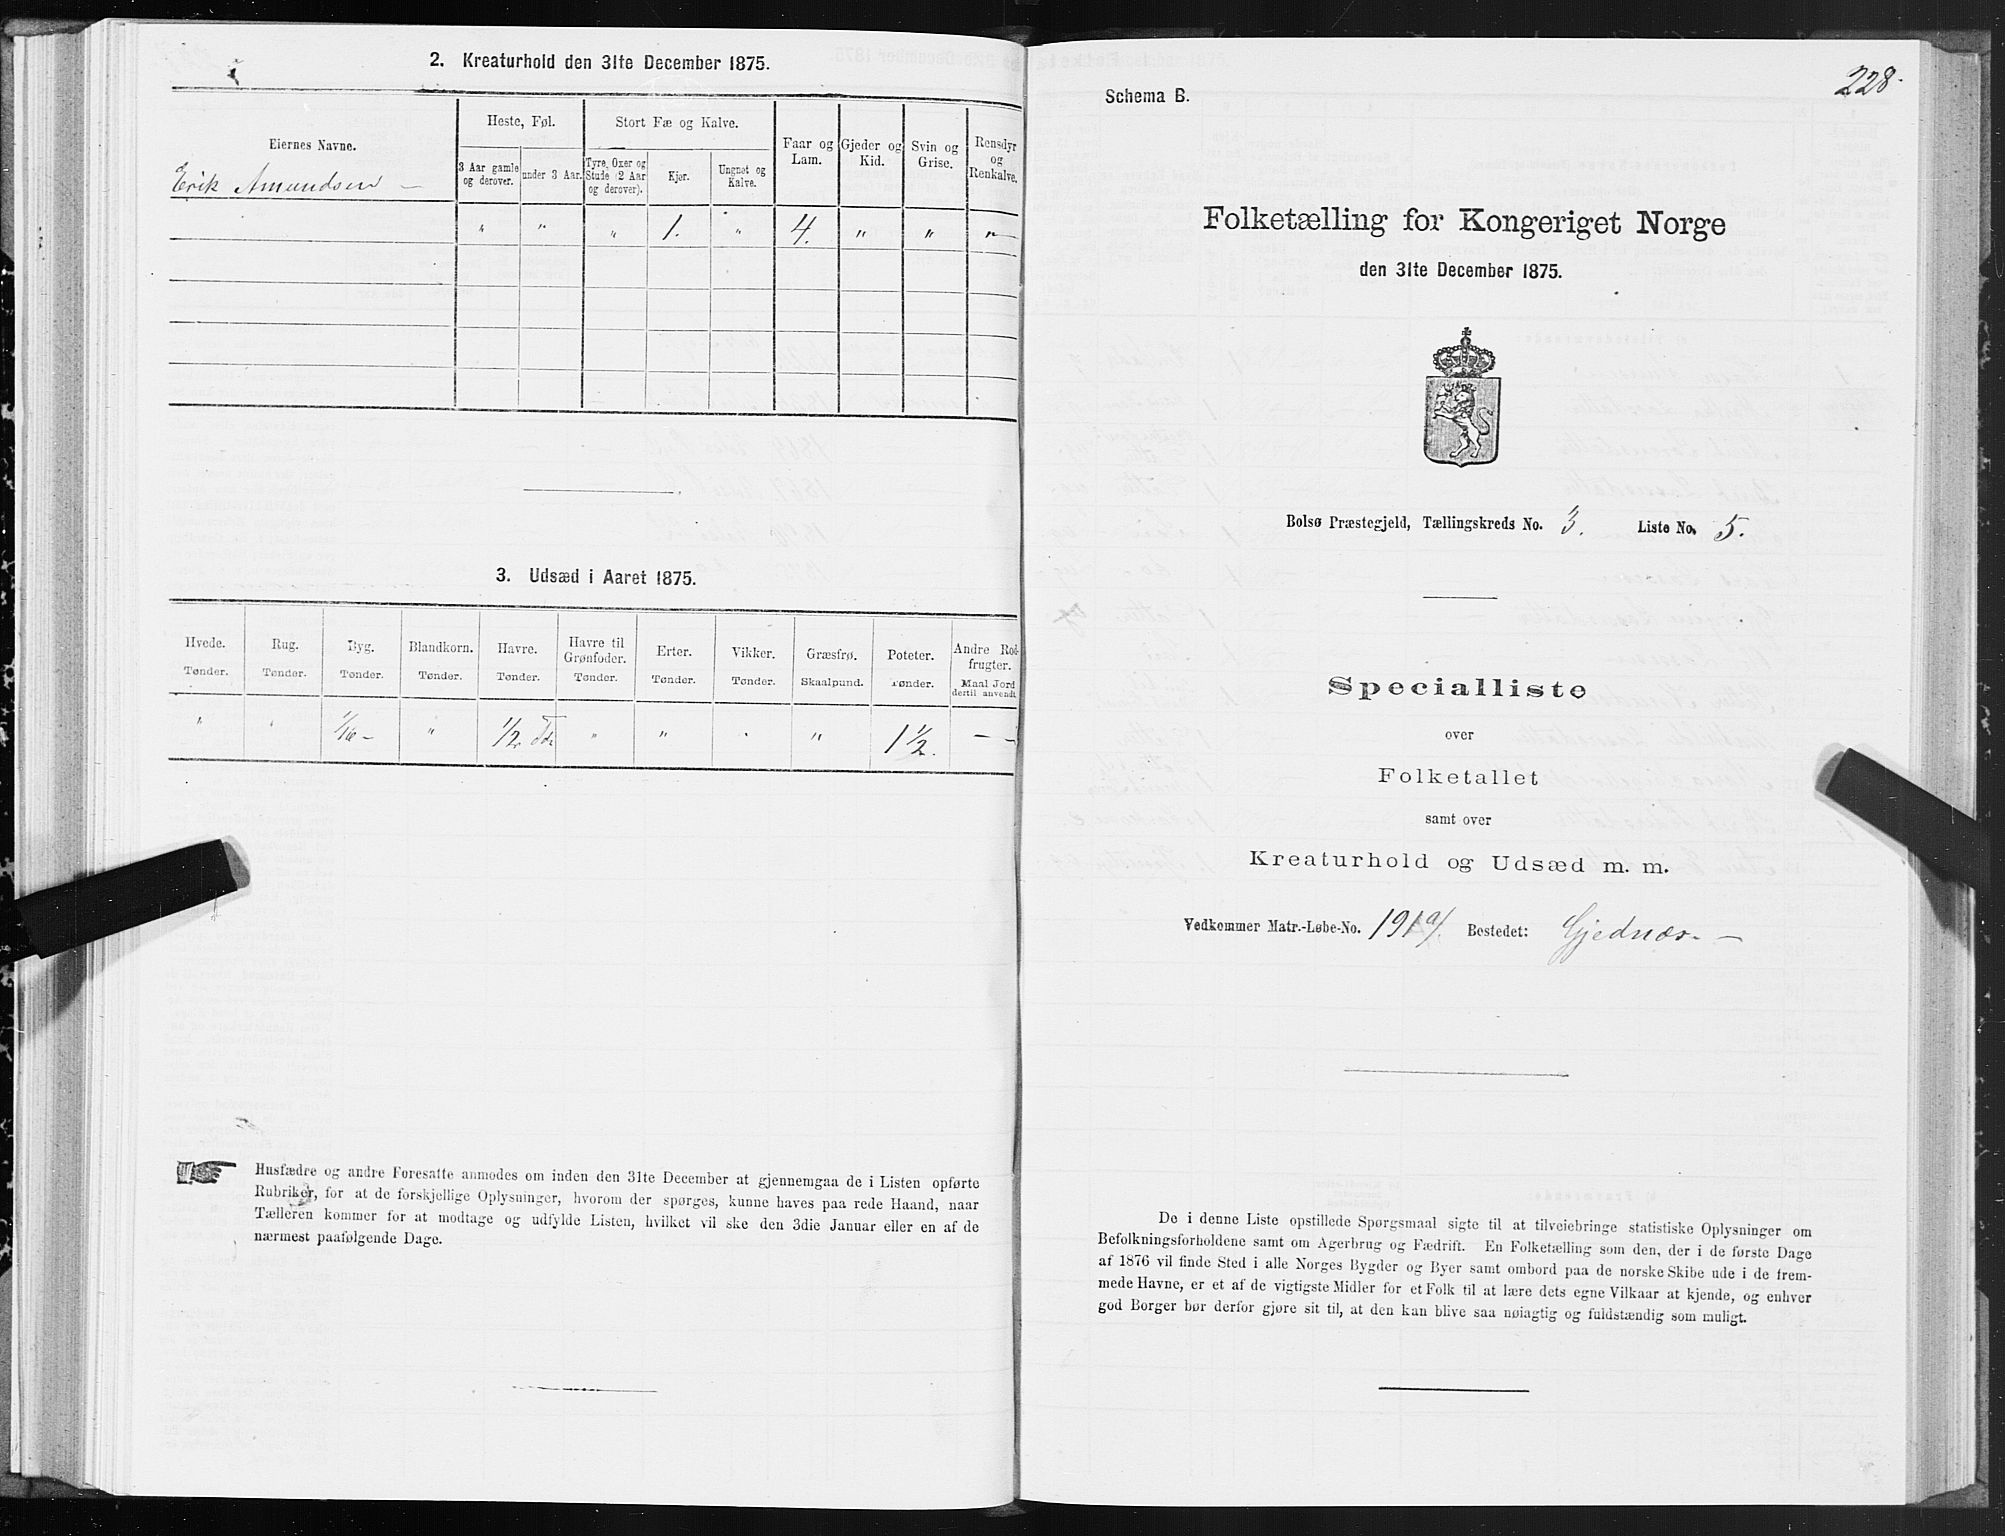 2. Kreaturhold den 31te December 1875.
Eiernes Navne.
Heste, Føl.
Stort Fæ og Kalve.
Faar og Lam.
Gjeder og Kid.
Svin og Grise.
Rensdyr og Renkalve.
3 Aar gamle og derover.
under 3 Aar.
Tyre, Oxer og Stude (2 Aar og derover).
Kjør.
Ungnøt og Kalve.
Erik Amundsen —
" " " 1. " 4. " " "—
3. Udsæd i Aaret 1875.
Hvede. Rug. Byg. Blandkorn. Havre. Havre til Grønfoder. Erter. Vikker. Græsfrø. Poteter. Andre Rodfrugter.
Tønder. Tønder. Tønder. Tønder. Tønder. Tønder. Tønder. Tønder. Skaalpund. Tønder. Maal Jord dertil anvendt
" " 1/16 – " 1/2 Tdr " " " " 1 1/2. – –
Husfædre og andre Foresatte anmodes om inden den 31te December at gjennemgaa de i Listen opførte
Rubriker, for at de forskjellige Oplysninger, hvorom der spørges, kunne haves paa rede Haand, naar
Tælleren kommer for at modtage og udfylde Listen, hvilket vil ske den 3die Januar eller en af de
nærmest paafølgende Dage.
228.
Schema B.
Folketælling for Kongeriget Norge
den 31te December 1875.
Bolsø Præstegjeld, Tællingskreds No. 3. Liste No. 5.
Specialliste
over
Folketallet
samt over
Kreaturhold og Udsæd m. m.
Vedkommer Matr.-Løbe-No. 191a/. Bostedet: Gjednæs. —
De i denne Liste opstillede Spørgsmaal sigte til at tilveiebringe statistiske Oplysninger om
Befolkningsforholdene samt om Agerbrug og Fædrift. En Folketælling som den, der i de første Dage
af 1876 vil finde Sted i alle Norges Bygder og Byer samt ombord paa de norske Skibe ude i de frem-
mede Havne, er et af de vigtigste Midler for et Folk til at lære dets egne Vilkaar at kjende, og enhver
god Borger bør derfor gjøre sit til, at den kan blive saa nøiagtig og fuldstændig som muligt.